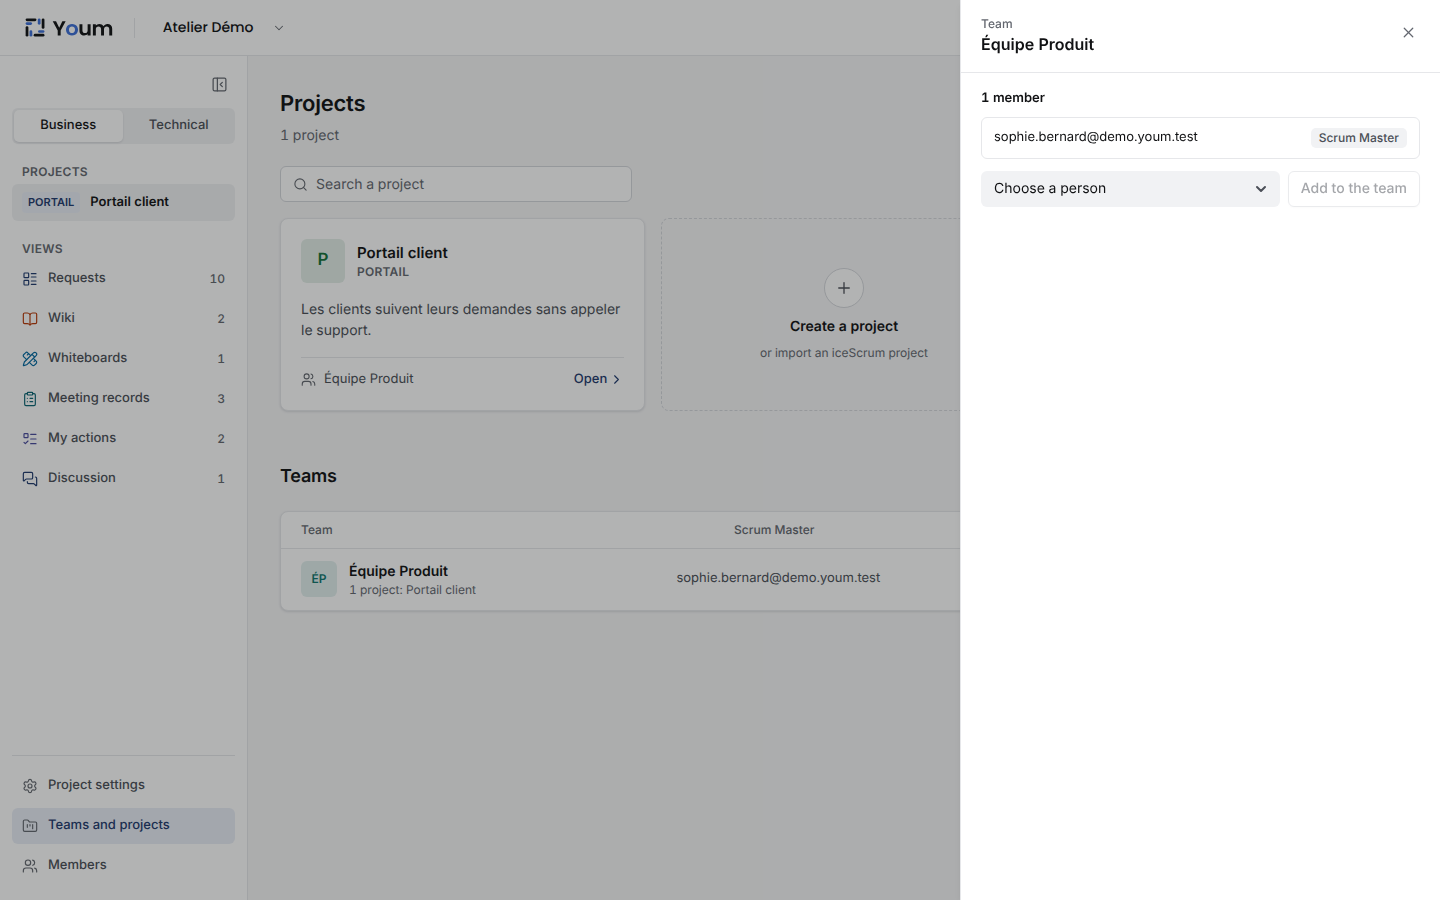 Youm
Atelier Démo
Business
Technical
PROJECTS
PORTAIL
Portail client
VIEWS
Requests
10
Wiki
2
Whiteboards
1
Meeting records
3
My actions
2
Discussion
1
Project settings
Teams and projects
Members
Projects
1 project
Search a project
P
Portail client
PORTAIL
Les clients suivent leurs demandes sans appeler
le support.
Équipe Produit
Open
Create a project
or import an iceScrum project
Teams
Team
Scrum Master
ÉP
Équipe Produit
1 project: Portail client
sophie.bernard@demo.youm.test
Team
Équipe Produit
1 member
sophie.bernard@demo.youm.test
Scrum Master
Choose a person
Add to the team